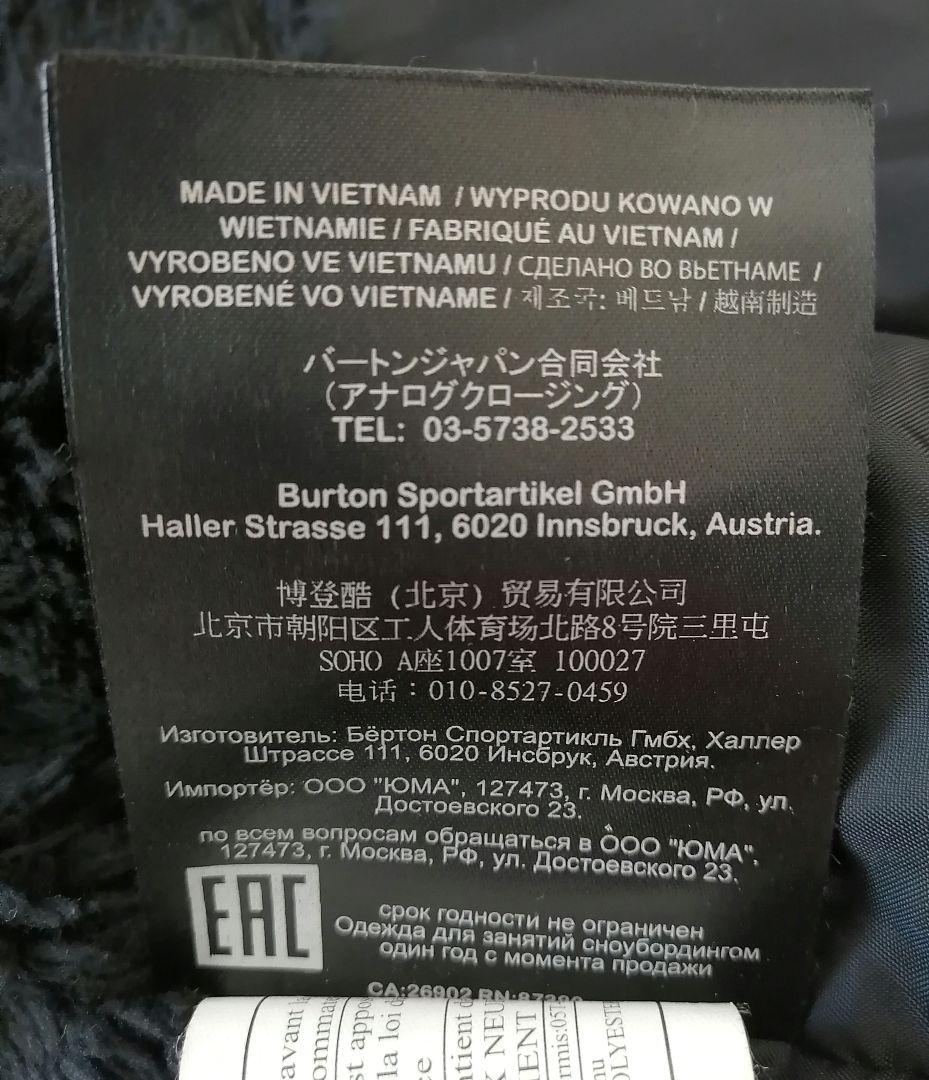 MADE IN VIETNAM / WYPRODU KOWANO W
WIETNAMIE / FABRIQUÉ AU VIETNAM /
VYROBENO VE VIETNAMU / СДЕЛАНО ВО ВЬЕТНАМЕ /
VYROBENÉ VO VIETNAME / 제조국: 베트남 / 越南制造
バートンジャパン合同会社
(アナログクロージング)
TEL: 03-5738-2533
Burton Sportartikel GmbH
Haller Strasse 111, 6020 Innsbruck, Austria.
博登酷 (北京) 贸易有限公司
北京市朝阳区工人体育场北路8号院三里屯
SOHO A座1007室 100027
电话：010-8527-0459
Изготовитель: Бёртон Спортартикль Гмбх, Халлер
Штрассе 111, 6020 Инсбрук, Австрия.
Импортёр: ООО "ЮМА", 127473, г. Москва, РФ, ул.
Достоевского 23.
по всем вопросам обращаться в ООО "ЮМА",
127473, г. Москва, РФ, ул. Достоевского 23.
EAC
срок годности не ограничен
Одежда для занятий сноубордингом
один год с момента продажи
CA:26902
avant
st
la loi